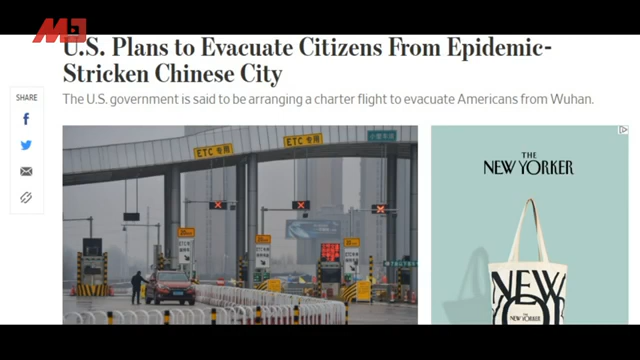 U.S. Plans to Evacuate Citizens From Epidemic-
Stricken Chinese City
The U.S. government is said to be arranging a charter flight to evacuate Americans from Wuhan.
SHARE
ETC 专用
ETC 专用
THE
NEW YORKER
NEW
THE
NEW YORKER